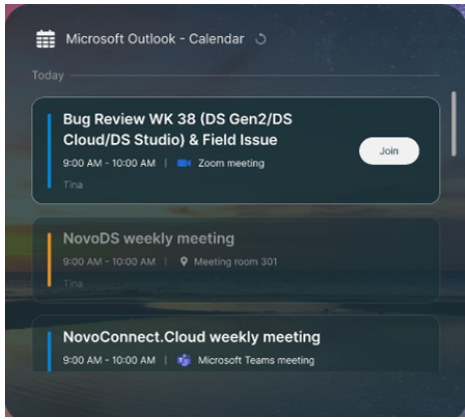 Microsoft Outlook - Calendar
Today
Bug Review WK 38 (DS Gen2/DS
Cloud/DS Studio) & Field Issue
9:00 AM - 10:00 AM | Zoom meeting
Join
Tina
NovoDS weekly meeting
9:00 AM - 10:00 AM | Meeting room 301
Tina
NovoConnect.Cloud weekly meeting
9:00 AM - 10:00 AM | Microsoft Teams meeting